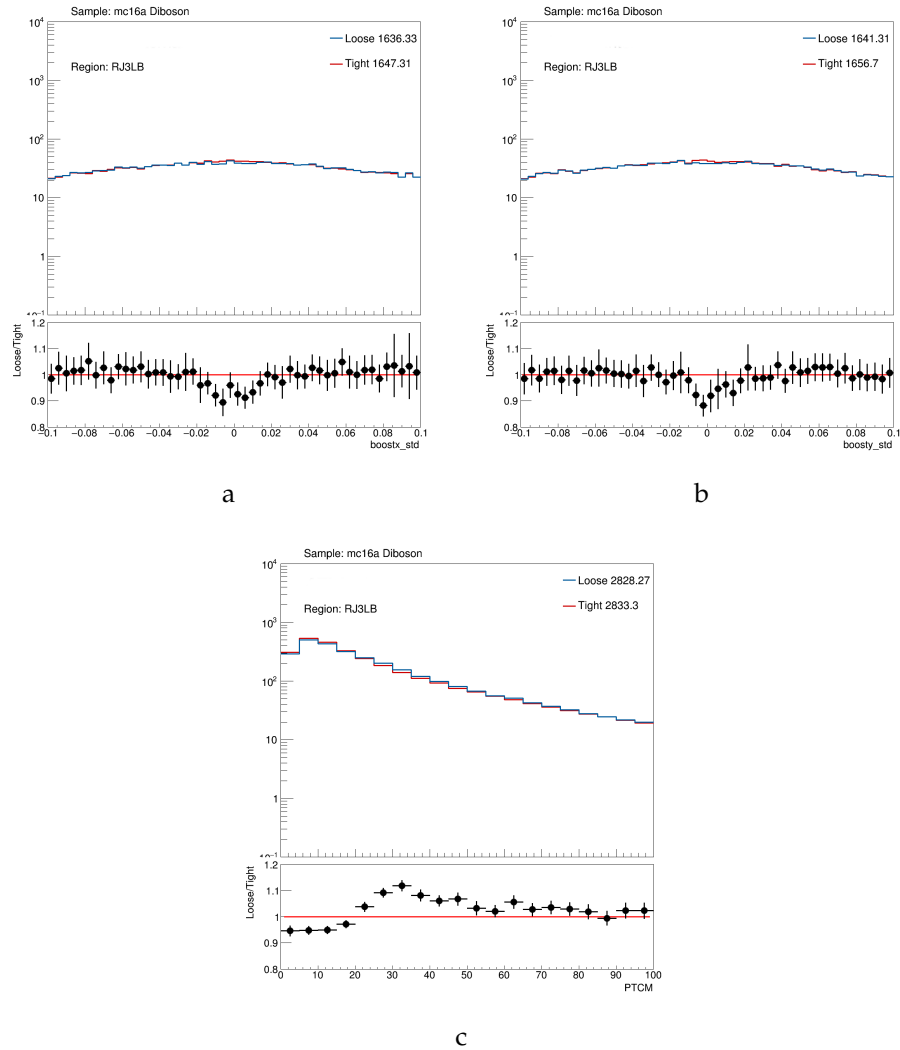 Sample: mc16a Diboson
10⁴
Loose 1636.33
Region: RJ3LB
Tight 1647.31
10³
10²
10
1
10⁻¹
Loose/Tight
1.2
1.1
1
0.9
0.8
−0.1 −0.08 −0.06 −0.04 −0.02 0 0.02 0.04 0.06 0.08 0.1
boostx_std
a
Sample: mc16a Diboson
10⁴
Loose 1641.31
Region: RJ3LB
Tight 1656.7
10³
10²
10
1
10⁻¹
Loose/Tight
1.2
1.1
1
0.9
0.8
−0.1 −0.08 −0.06 −0.04 −0.02 0 0.02 0.04 0.06 0.08 0.1
boosty_std
b
Sample: mc16a Diboson
10⁴
Loose 2828.27
Region: RJ3LB
Tight 2833.3
10³
10²
10
1
10⁻¹
Loose/Tight
1.2
1.1
1
0.9
0.8
0 10 20 30 40 50 60 70 80 90 100
PTCM
c